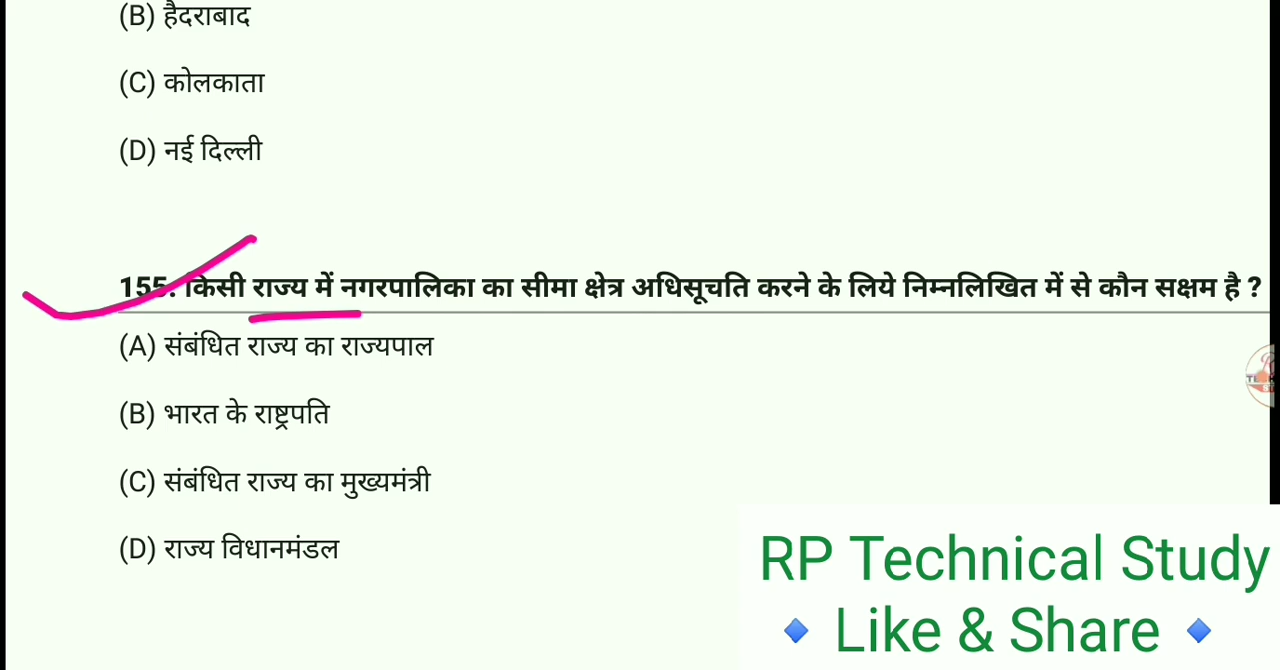 (B) हैदराबाद
(C) कोलकाता
(D) नई दिल्ली
155. किसी राज्य में नगरपालिका का सीमा क्षेत्र अधिसूचति करने के लिये निम्नलिखित में से कौन सक्षम है ?
(A) संबंधित राज्य का राज्यपाल
(B) भारत के राष्ट्रपति
(C) संबंधित राज्य का मुख्यमंत्री
(D) राज्य विधानमंडल
RP Technical Study
🔹 Like & Share 🔹